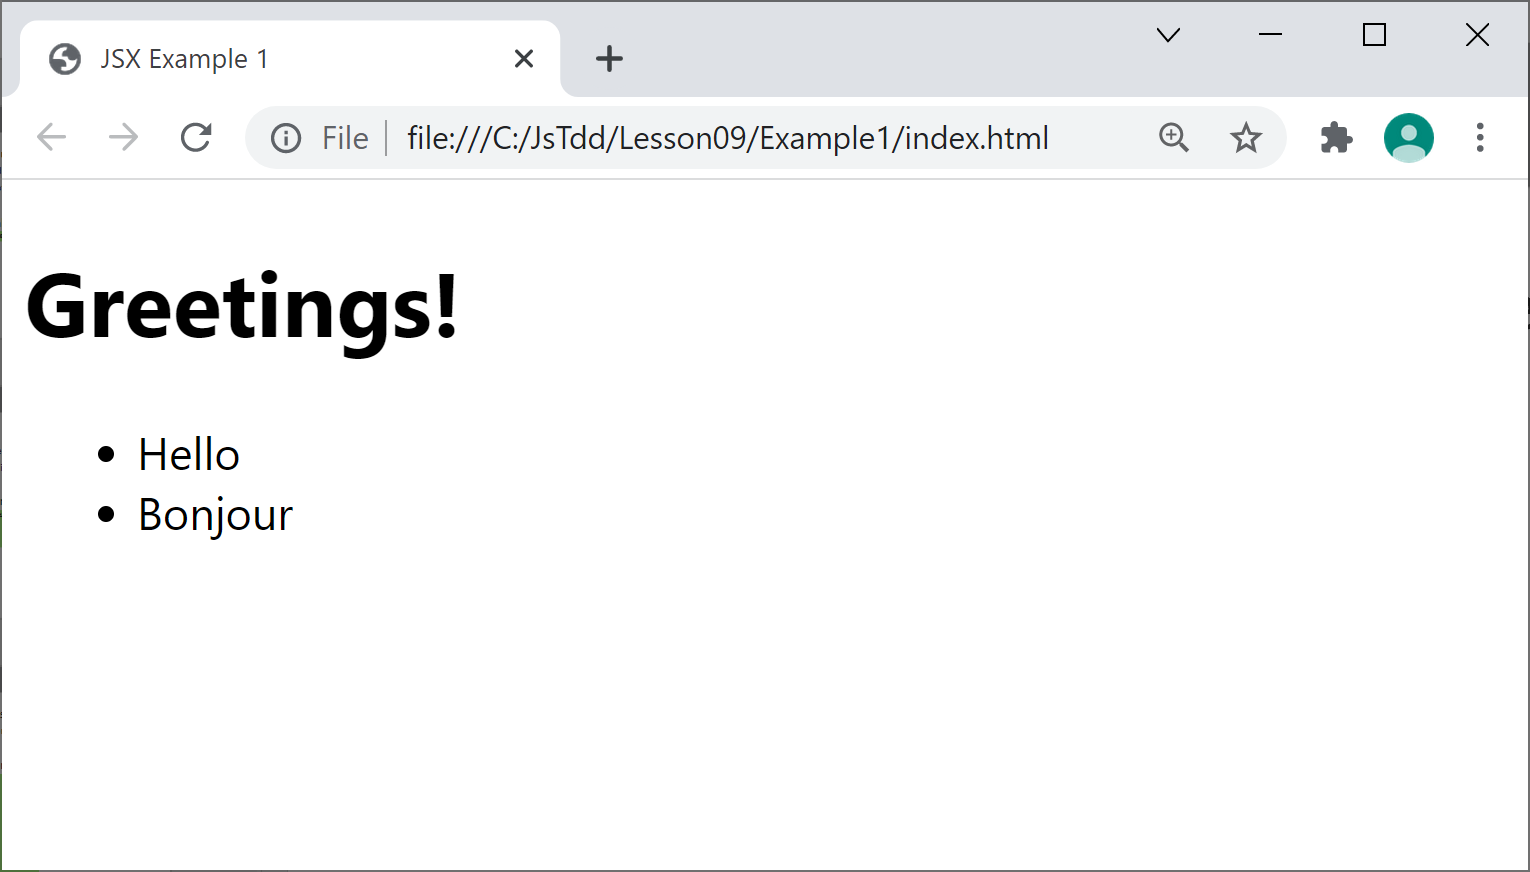 JSX Example 1
File file:///C:/JsTdd/Lesson09/Example1/index.html
Greetings!
Hello
Bonjour